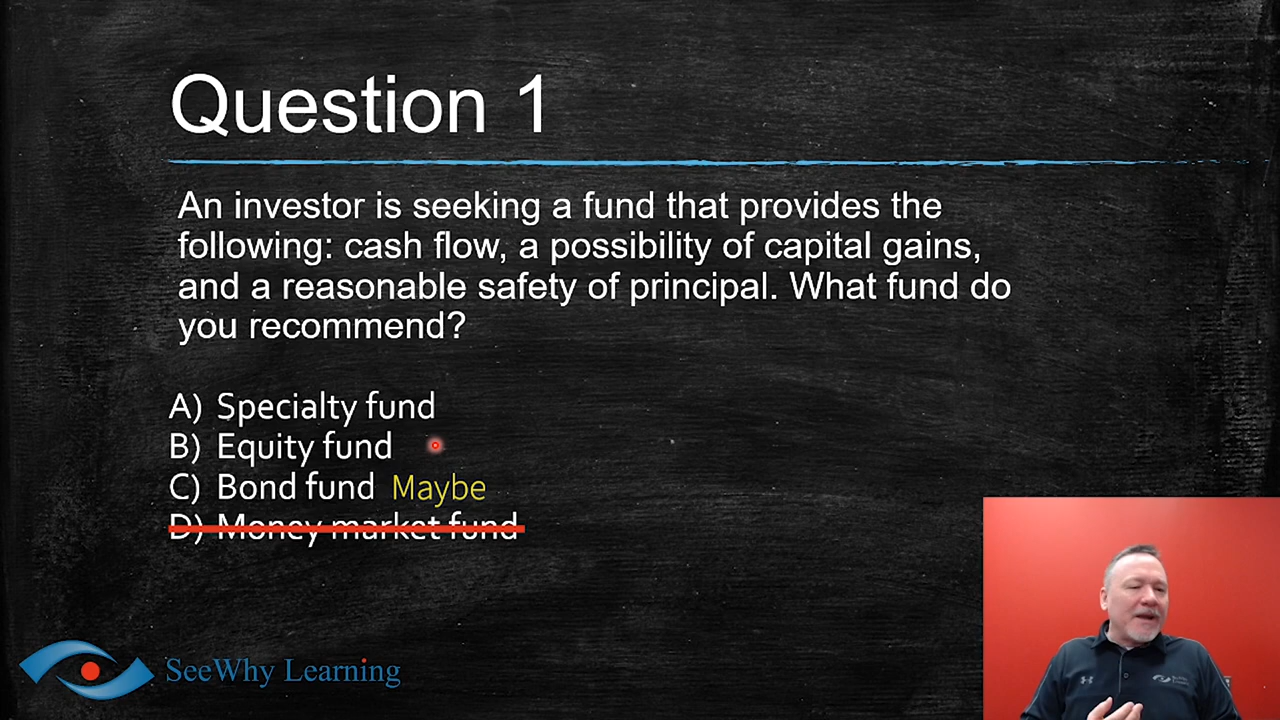 Question 1
An investor is seeking a fund that provides the
following: cash flow, a possibility of capital gains,
and a reasonable safety of principal. What fund do
you recommend?
A) Specialty fund
B) Equity fund
C) Bond fund Maybe
D) Money market fund
SeeWhy Learning